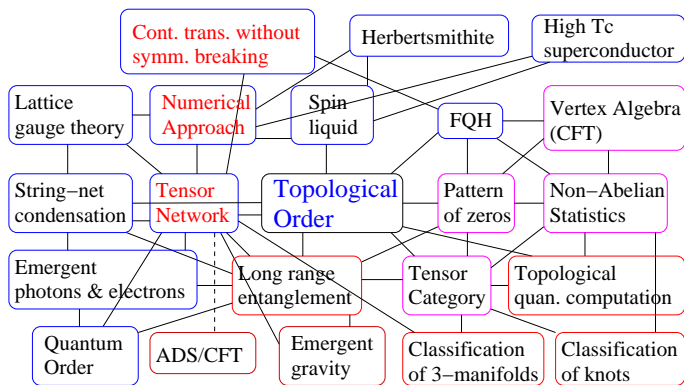 Cont. trans. without
symm. breaking
Herbertsmithite
High Tc
superconductor
Lattice
gauge theory
Numerical
Approach
Spin
liquid
FQH
Vertex Algebra
(CFT)
String−net
condensation
Tensor
Network
Topological
Order
Pattern
of zeros
Non−Abelian
Statistics
Emergent
photons & electrons
Long range
entanglement
Tensor
Category
Topological
quan. computation
Quantum
Order
ADS/CFT
Emergent
gravity
Classification
of 3−manifolds
Classification
of knots